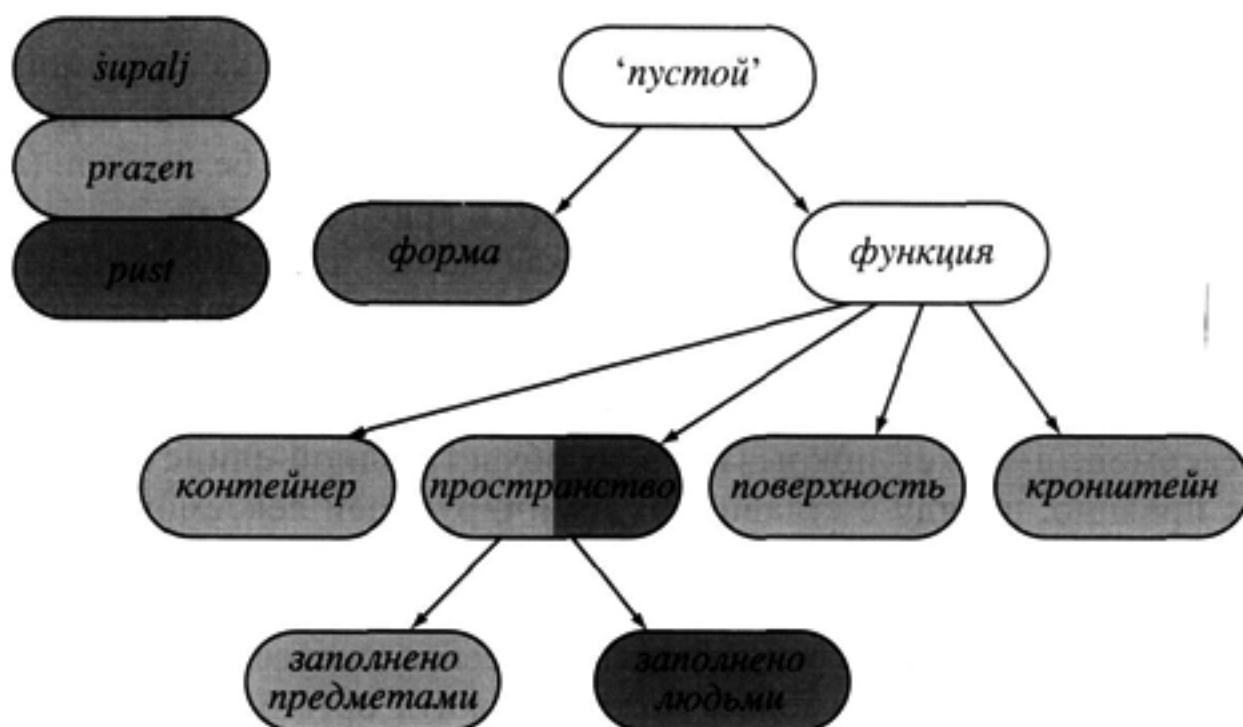 šupalj
prazen
pust
‘пустой’
форма
функция
контейнер
пространство
поверхность
кронштейн
заполнено
предметами
заполнено
людьми